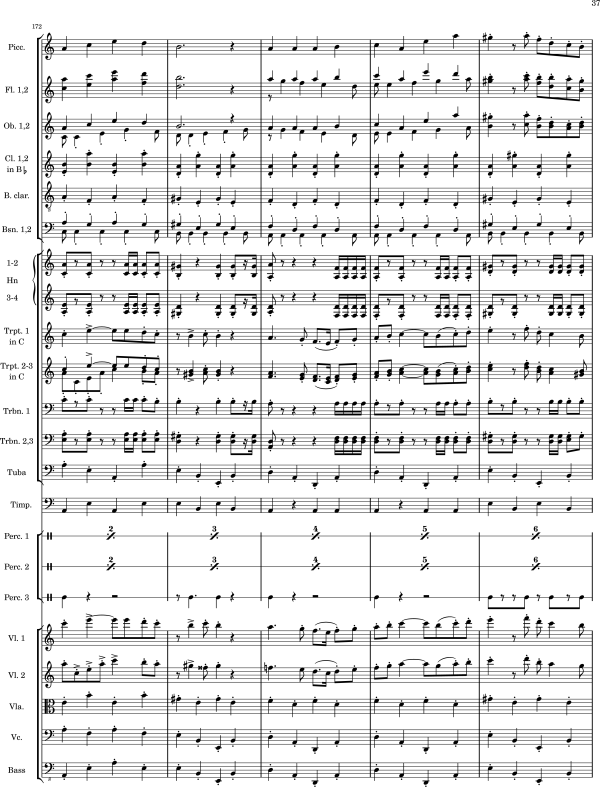 37
172
Picc.
Fl. 1,2
Ob. 1,2
Cl. 1,2
in B♭
B. clar.
Bsn. 1,2
1-2
Hn
3-4
Trpt. 1
in C
Trpt. 2-3
in C
Trbn. 1
Trbn. 2,3
Tuba
Timp.
2 3 4 5 6
Perc. 1
2 3 4 5 6
Perc. 2
Perc. 3
Vl. 1
Vl. 2
Vla.
Vc.
Bass